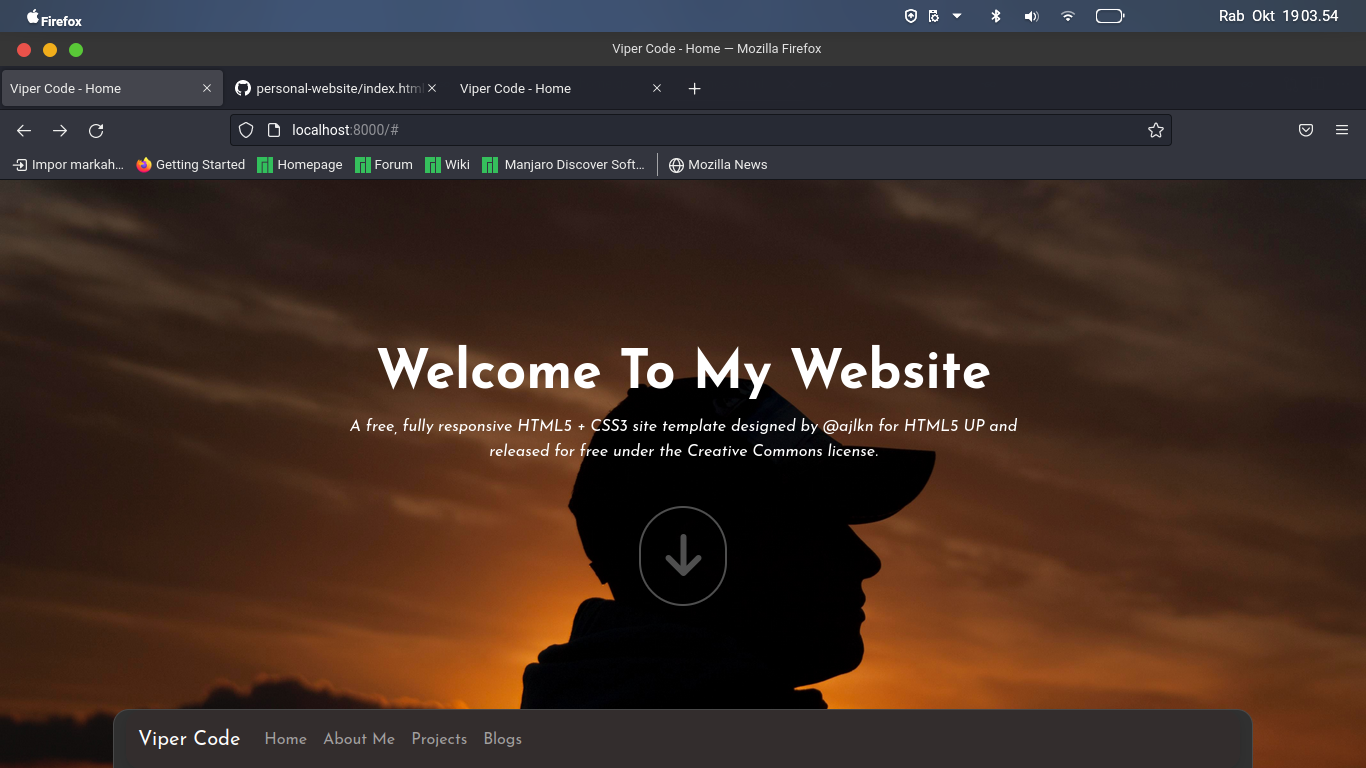 Firefox
Rab Okt 19 03.54
Viper Code - Home — Mozilla Firefox
Viper Code - Home
personal-website/index.html
Viper Code - Home
localhost:8000/#
Impor markah…
Getting Started
Homepage
Forum
Wiki
Manjaro Discover Soft…
Mozilla News
Welcome To My Website
A free, fully responsive HTML5 + CSS3 site template designed by @ajlkn for HTML5 UP and
released for free under the Creative Commons license.
Viper Code
Home
About Me
Projects
Blogs